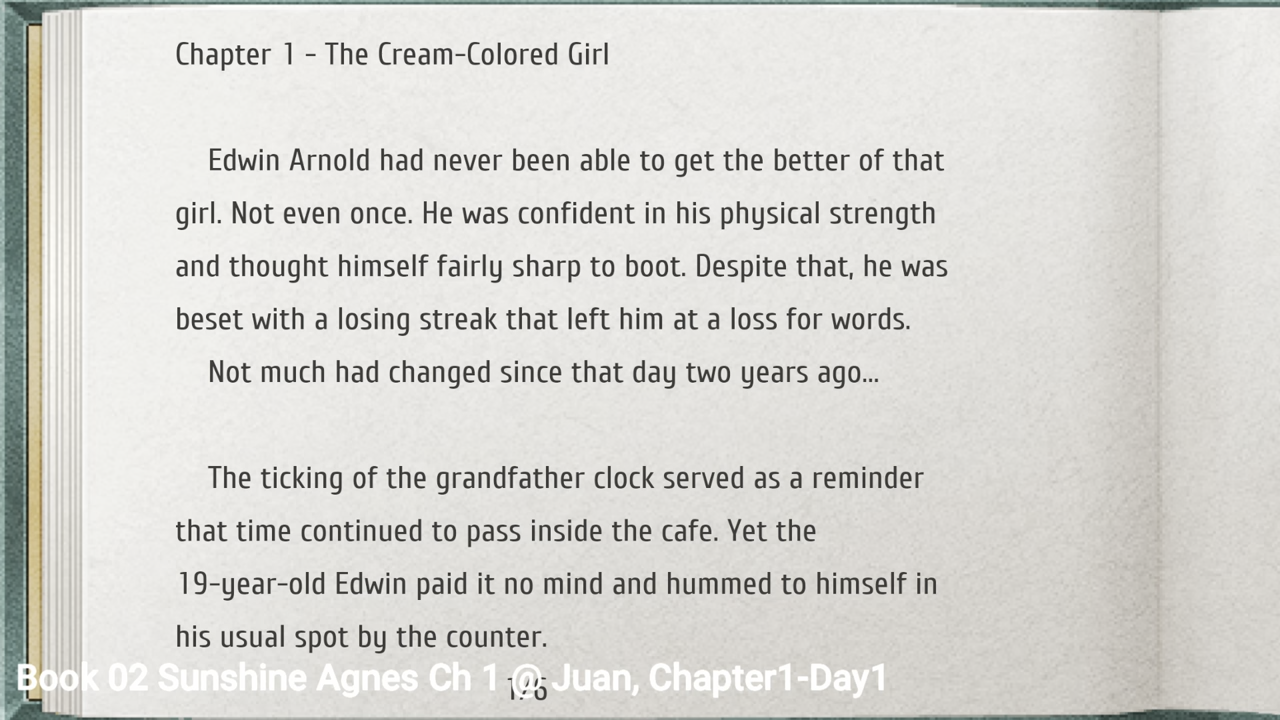 Chapter 1 - The Cream-Colored Girl
Edwin Arnold had never been able to get the better of that
girl. Not even once. He was confident in his physical strength
and thought himself fairly sharp to boot. Despite that, he was
beset with a losing streak that left him at a loss for words.
Not much had changed since that day two years ago...
The ticking of the grandfather clock served as a reminder
that time continued to pass inside the cafe. Yet the
19-year-old Edwin paid it no mind and hummed to himself in
his usual spot by the counter.
Book 02 Sunshine Agnes Ch 1 @ Juan, Chapter1-Day1